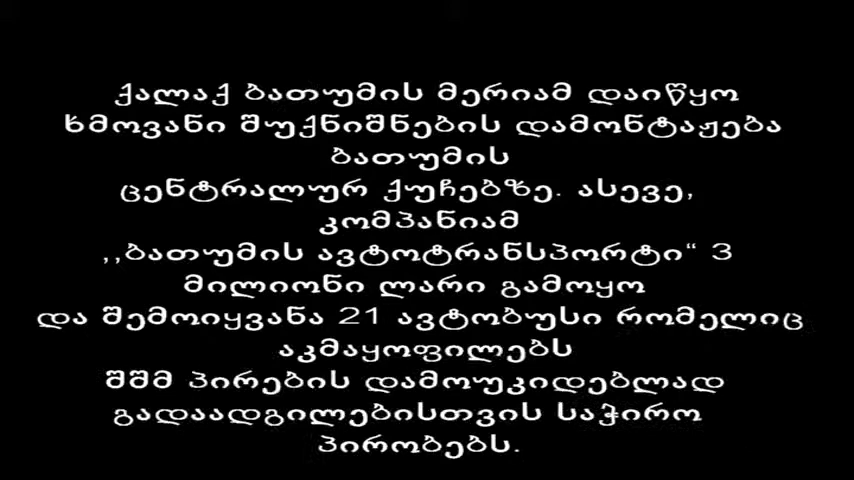 ქალაქ ბათუმის მერიამ დაიწყო
ხმოვანი შუქნიშნების დამონტაჟება
ბათუმის
ცენტრალურ ქუჩებზე. ასევე,
კომპანიამ
,,ბათუმის ავტოტრანსპორტი“ 3
მილიონი ლარი გამოყო
და შემოიყვანა 21 ავტობუსი რომელიც
აკმაყოფილებს
შშმ პირების დამოუკიდებლად
გადაადგილებისთვის საჭირო
პირობებს.